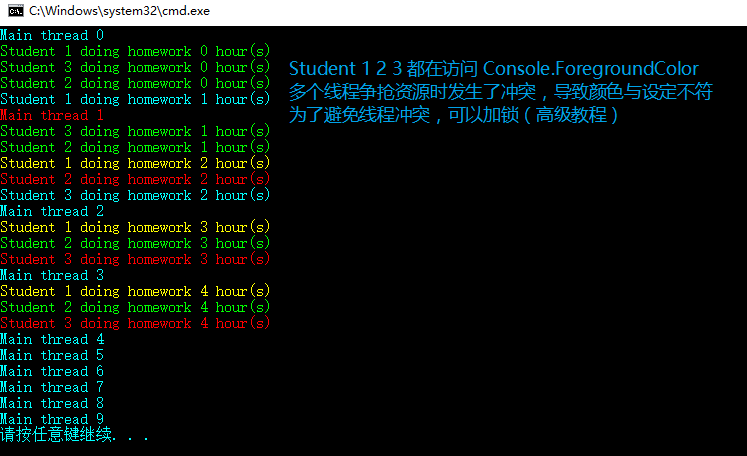 C:\Windows\system32\cmd.exe
Main thread 0
Student 1 doing homework 0 hour(s)
Student 3 doing homework 0 hour(s)
Student 2 doing homework 0 hour(s)
Student 1 doing homework 1 hour(s)
Main thread 1
Student 3 doing homework 1 hour(s)
Student 2 doing homework 1 hour(s)
Student 1 doing homework 2 hour(s)
Student 2 doing homework 2 hour(s)
Student 3 doing homework 2 hour(s)
Main thread 2
Student 1 doing homework 3 hour(s)
Student 2 doing homework 3 hour(s)
Student 3 doing homework 3 hour(s)
Main thread 3
Student 1 doing homework 4 hour(s)
Student 2 doing homework 4 hour(s)
Student 3 doing homework 4 hour(s)
Main thread 4
Main thread 5
Main thread 6
Main thread 7
Main thread 8
Main thread 9
请按任意键继续. . .
Student 1 2 3 都在访问 Console.ForegroundColor
多个线程争抢资源时发生了冲突，导致颜色与设定不符
为了避免线程冲突，可以加锁（高级教程）